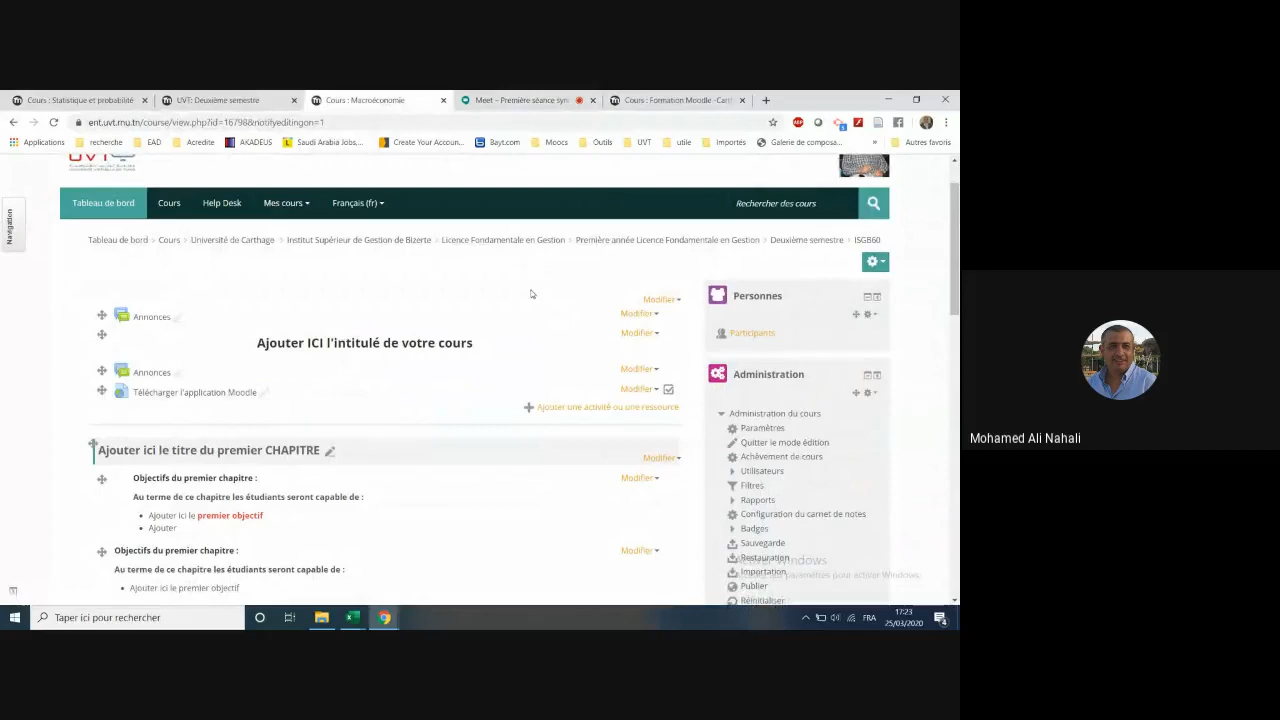 Cours : Statistique et probabilité
UVT: Deuxième semestre
Cours : Macroéconomie
Meet – Première séance syn
Cours : Formation Moodle -Cart
ent.uvt.rnu.tn/course/view.php?id=16798&notifyeditingon=1
Applications
recherche
EAD
Acredite
AKADEUS
Saudi Arabia Jobs,...
Create Your Accoun...
Bayt.com
Moocs
Outils
UVT
utile
Importés
Galerie de composa...
»
Autres favoris
UVT
Navigation
Tableau de bord
Cours
Help Desk
Mes cours
Français (fr)
Rechercher des cours
Tableau de bord > Cours > Université de Carthage > Institut Supérieur de Gestion de Bizerte > Licence Fondamentale en Gestion > Première année Licence Fondamentale en Gestion > Deuxième semestre > ISGB60
Modifier
Annonces
Modifier
Modifier
Ajouter ICI l'intitulé de votre cours
Annonces
Modifier
Télécharger l'application Moodle
Modifier
Ajouter une activité ou une ressource
Ajouter ici le titre du premier CHAPITRE
Modifier
Objectifs du premier chapitre :
Modifier
Au terme de ce chapitre les étudiants seront capable de :
• Ajouter ici le premier objectif
• Ajouter
Objectifs du premier chapitre :
Modifier
Au terme de ce chapitre les étudiants seront capable de :
• Ajouter ici le premier objectif
Personnes
Participants
Administration
Administration du cours
Paramètres
Quitter le mode édition
Achèvement de cours
Utilisateurs
Filtres
Rapports
Configuration du carnet de notes
Badges
Sauvegarde
Restauration
Importation
Publier
Réinitialiser
Activer Windows
paramètres pour activer Windows.
Taper ici pour rechercher
FRA
17:23
25/03/2020
4
Mohamed Ali Nahali